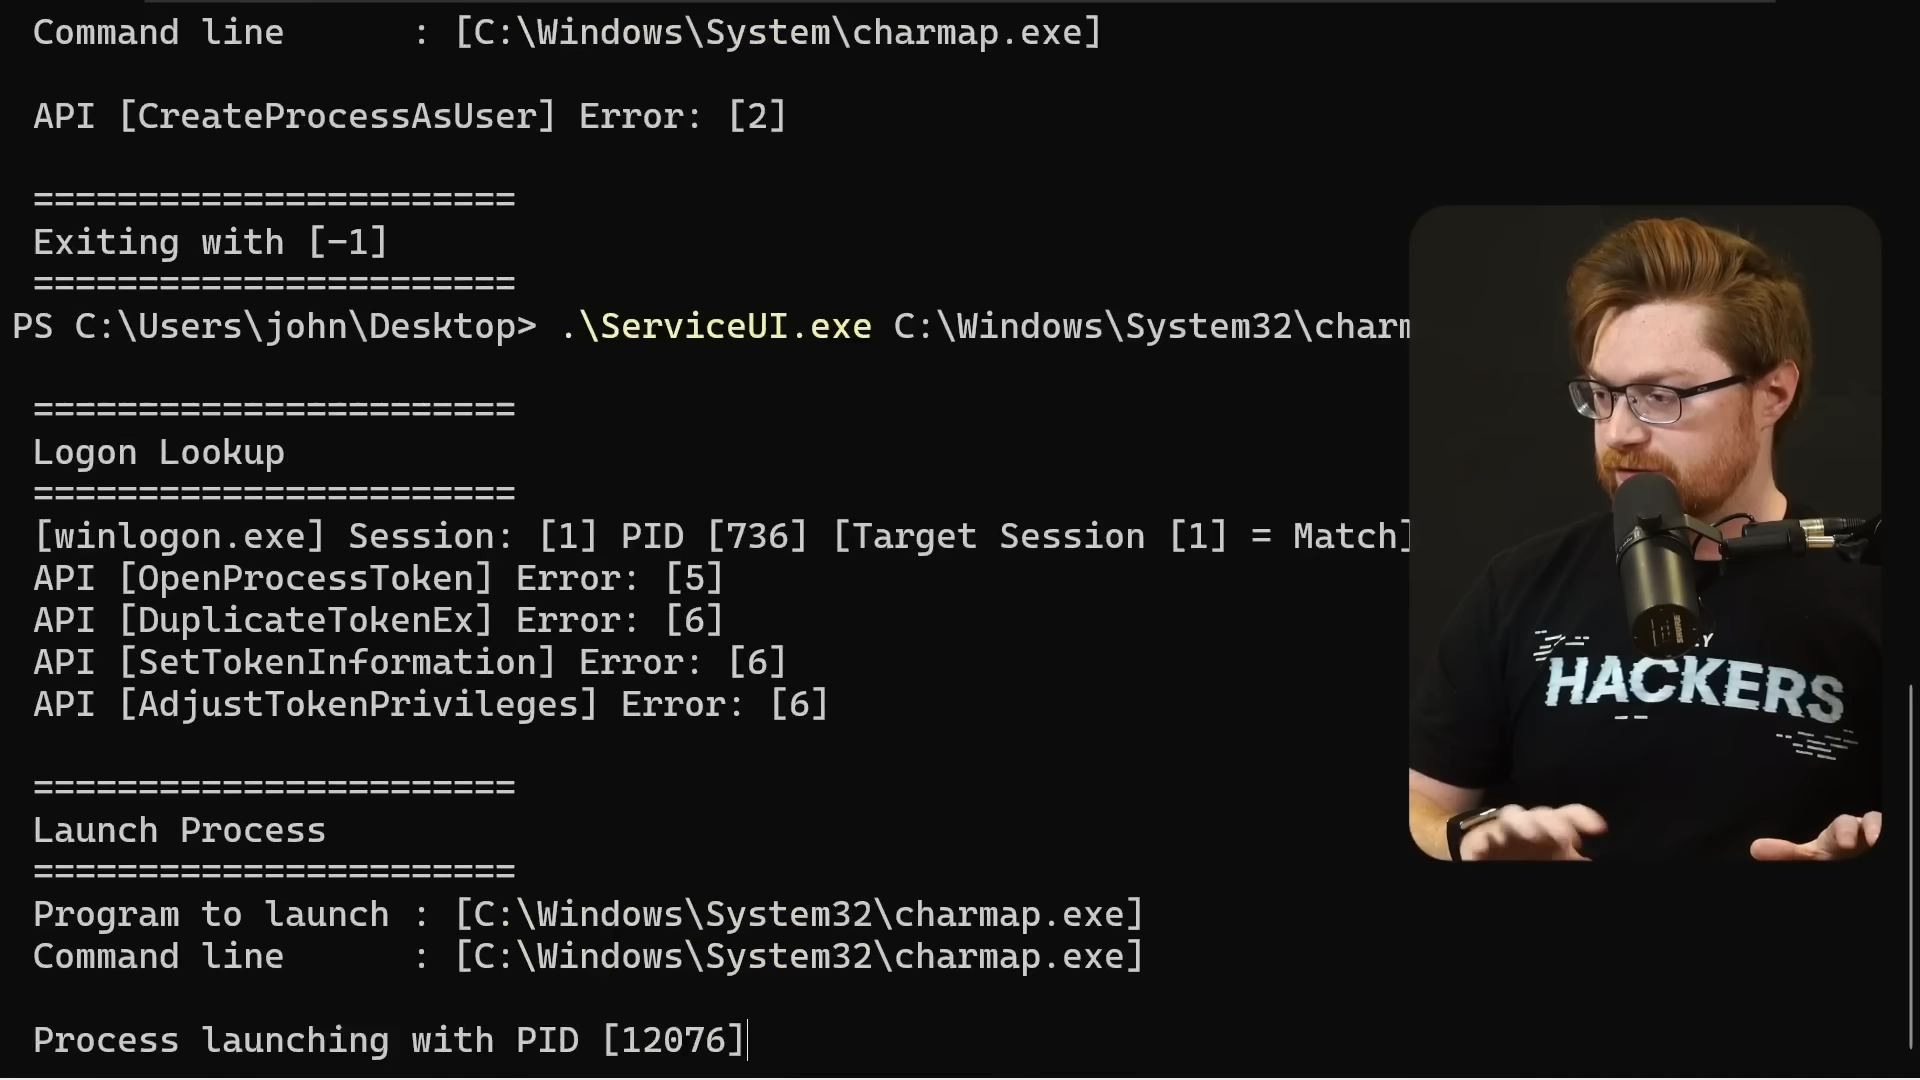 Command line      : [C:\Windows\System\charmap.exe]
API [CreateProcessAsUser] Error: [2]
=======================
Exiting with [-1]
=======================
PS C:\Users\john\Desktop> .\ServiceUI.exe C:\Windows\System32\charm
=======================
Logon Lookup
=======================
[winlogon.exe] Session: [1] PID [736] [Target Session [1] = Match]
API [OpenProcessToken] Error: [5]
API [DuplicateTokenEx] Error: [6]
API [SetTokenInformation] Error: [6]
API [AdjustTokenPrivileges] Error: [6]
=======================
Launch Process
=======================
Program to launch : [C:\Windows\System32\charmap.exe]
Command line      : [C:\Windows\System32\charmap.exe]
Process launching with PID [12076]
SHURE
HACKERS